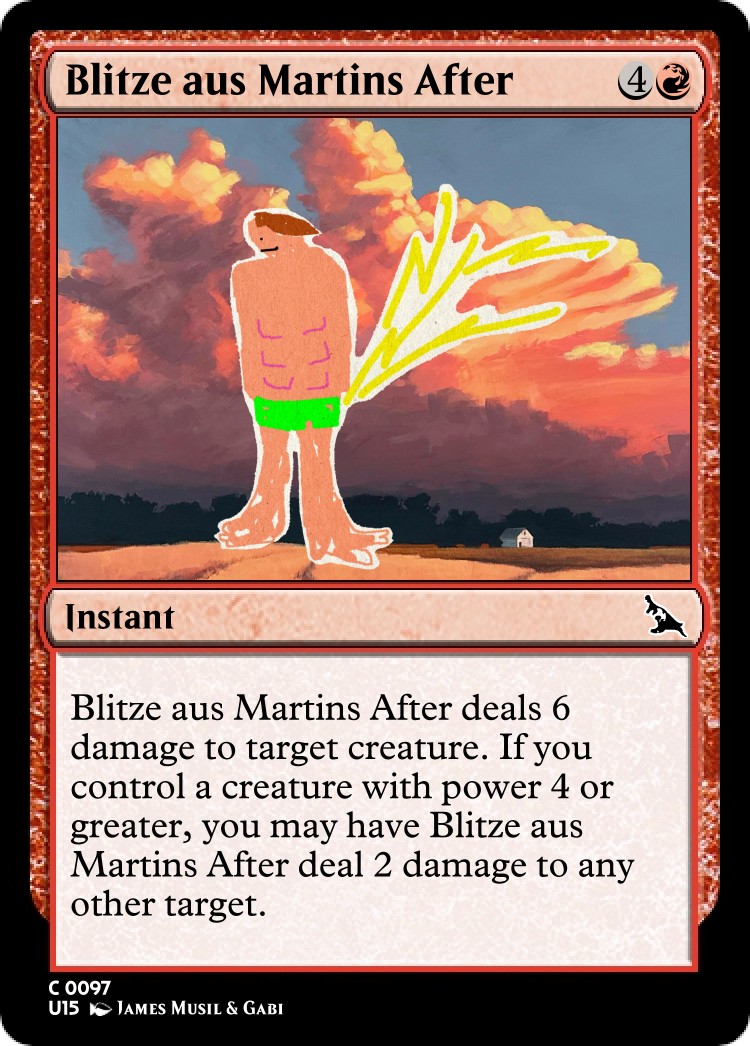 Blitze aus Martins After 4
Instant
Blitze aus Martins After deals 6
damage to target creature. If you
control a creature with power 4 or
greater, you may have Blitze aus
Martins After deal 2 damage to any
other target.
C 0097
U15 James Musil & Gabi